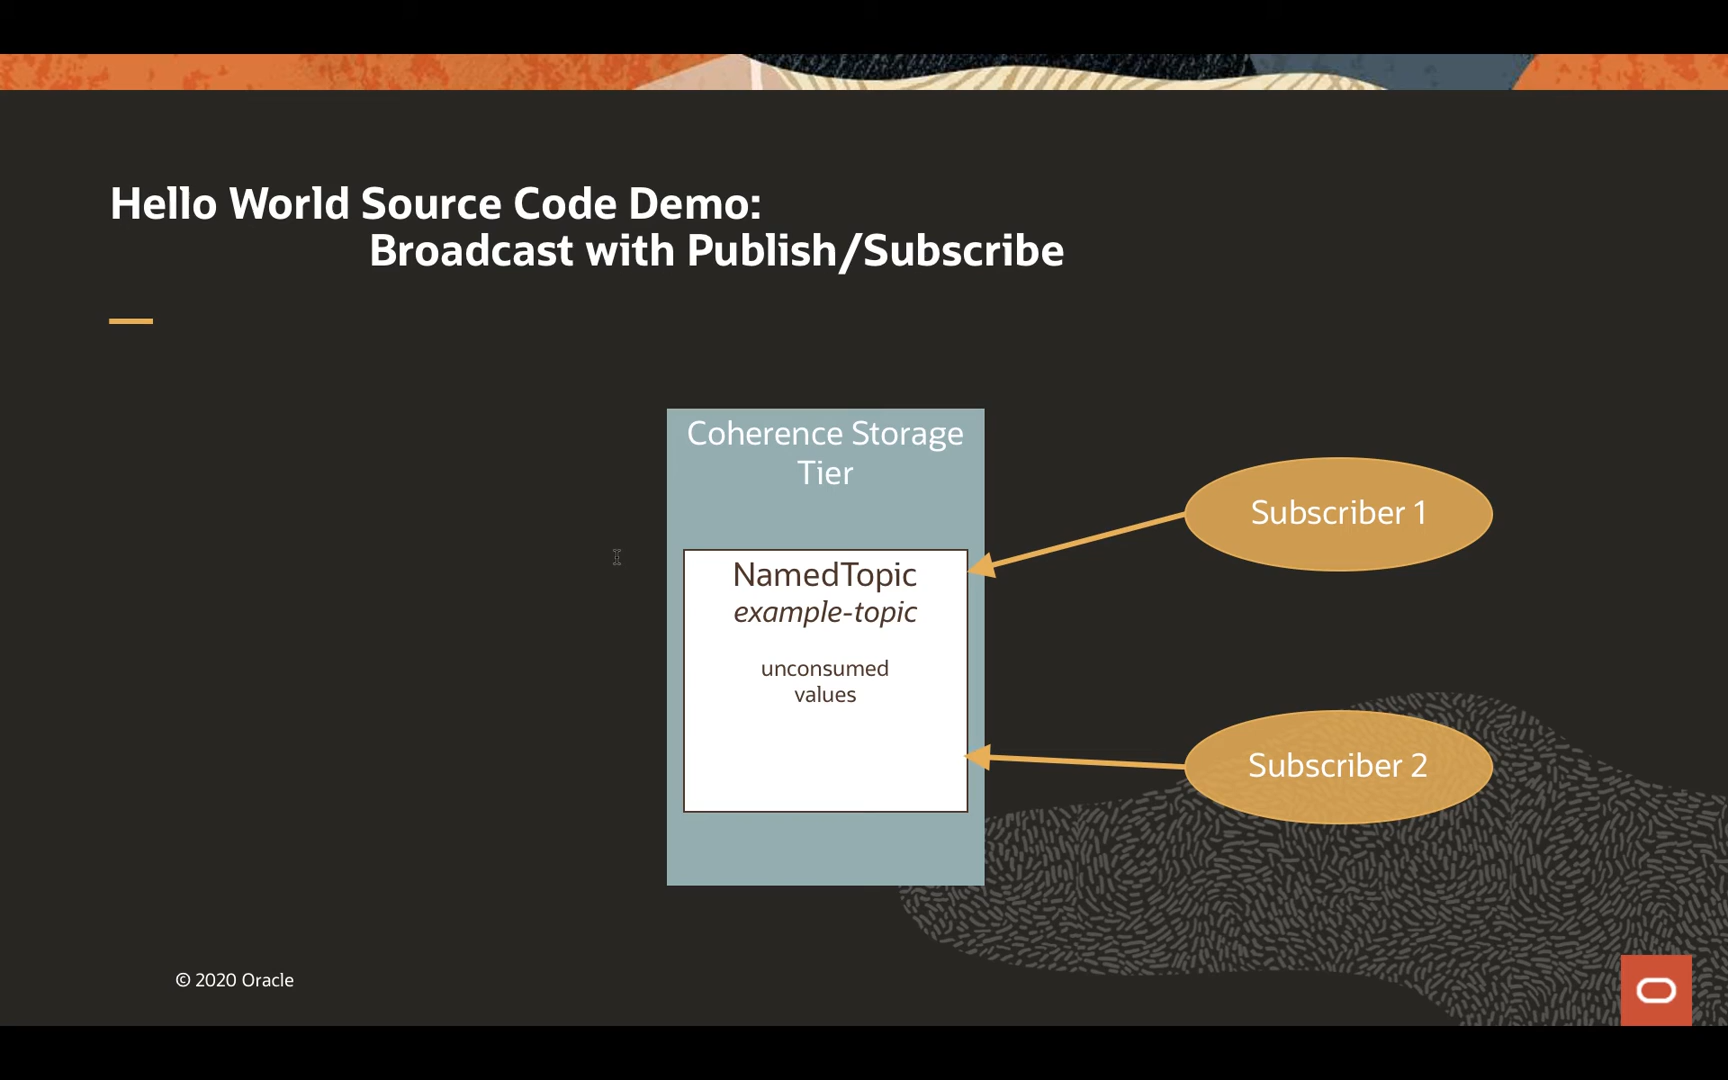 Hello World Source Code Demo:
Broadcast with Publish/Subscribe
Coherence Storage
Tier
NamedTopic
example-topic
unconsumed
values
Subscriber 1
Subscriber 2
© 2020 Oracle